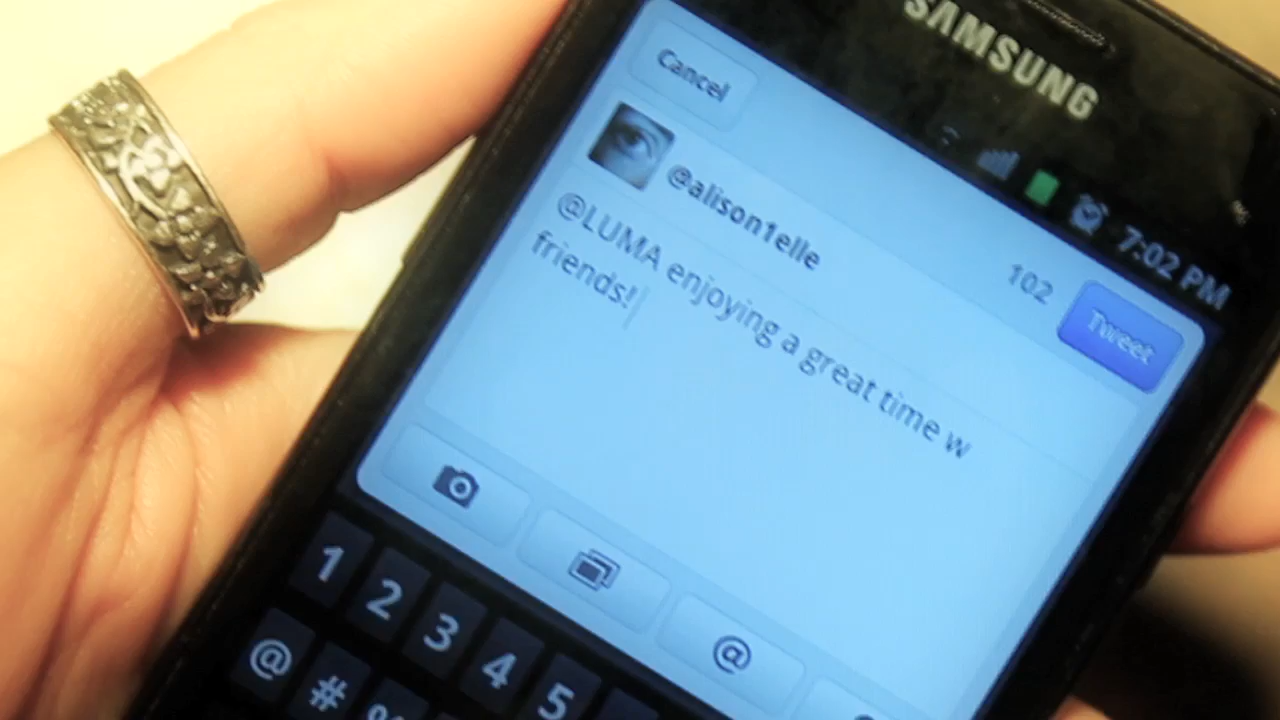 SAMSUNG
7:02 PM
Cancel
@alison1elle
102
Tweet
@LUMA enjoying a great time w
friends!
@
1 2 3 4 5
@ # %